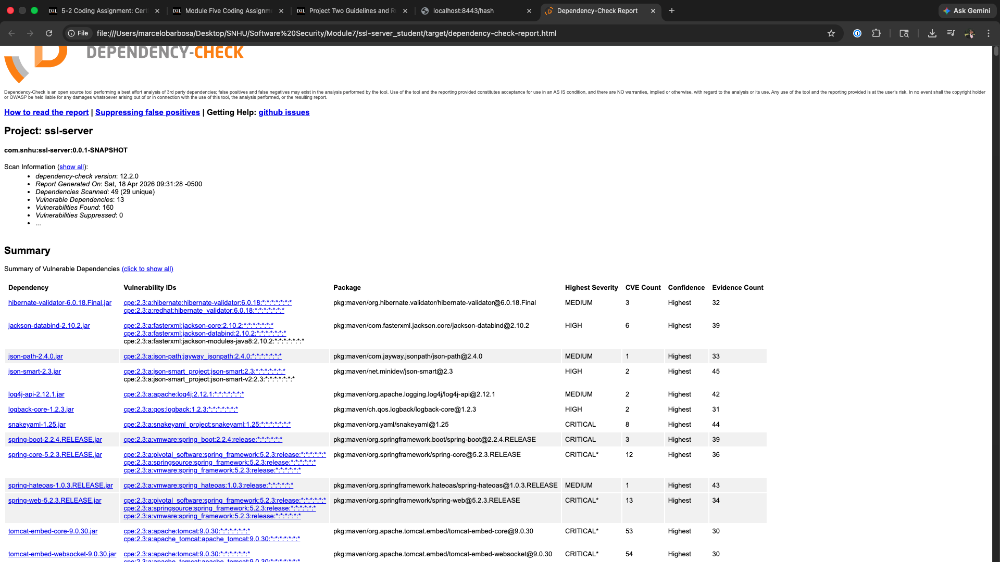 5-2 Coding Assignment: Cert
Module Five Coding Assignm
Project Two Guidelines and R
localhost:8443/hash
Dependency-Check Report
Ask Gemini
File
file:///Users/marcelobarbosa/Desktop/SNHU/Software%20Security/Module7/ssl-server_student/target/dependency-check-report.html
DEPENDENCY-CHECK
Dependency-Check is an open source tool performing a best effort analysis of 3rd party dependencies; false positives and false negatives may exist in the analysis performed by the tool. Use of the tool and the reporting provided constitutes acceptance for use in an AS IS condition, and there are NO warranties, implied or otherwise, with regard to the analysis or its use. Any use of the tool and the reporting provided is at the user's risk. In no event shall the copyright holder
or OWASP be held liable for any damages whatsoever arising out of or in connection with the use of this tool, the analysis performed, or the resulting report.
How to read the report | Suppressing false positives | Getting Help: github issues
Project: ssl-server
com.snhu:ssl-server:0.0.1-SNAPSHOT
Scan Information (show all):
• dependency-check version: 12.2.0
• Report Generated On: Sat, 18 Apr 2026 09:31:28 -0500
• Dependencies Scanned: 49 (29 unique)
• Vulnerable Dependencies: 13
• Vulnerabilities Found: 160
• Vulnerabilities Suppressed: 0
• ...
Summary
Summary of Vulnerable Dependencies (click to show all)
Dependency Vulnerability IDs Package Highest Severity CVE Count Confidence Evidence Count
hibernate-validator-6.0.18.Final.jar cpe:2.3:a:hibernate:hibernate-validator:6.0.18:*:*:*:*:*:*:* pkg:maven/org.hibernate.validator/hibernate-validator@6.0.18.Final MEDIUM 3 Highest 32
cpe:2.3:a:redhat:hibernate_validator:6.0.18:*:*:*:*:*:*:*
jackson-databind-2.10.2.jar cpe:2.3:a:fasterxml:jackson-core:2.10.2:*:*:*:*:*:*:* pkg:maven/com.fasterxml.jackson.core/jackson-databind@2.10.2 HIGH 6 Highest 39
cpe:2.3:a:fasterxml:jackson-databind:2.10.2:*:*:*:*:*:*:*
cpe:2.3:a:fasterxml:jackson-modules-java8:2.10.2:*:*:*:*:*:*:*
json-path-2.4.0.jar cpe:2.3:a:json-path:jayway_jsonpath:2.4.0:*:*:*:*:*:*:* pkg:maven/com.jayway.jsonpath/json-path@2.4.0 MEDIUM 1 Highest 33
json-smart-2.3.jar cpe:2.3:a:json-smart_project:json-smart:2.3:*:*:*:*:*:*:* pkg:maven/net.minidev/json-smart@2.3 HIGH 2 Highest 45
cpe:2.3:a:json-smart_project:json-smart-v2:2.3:*:*:*:*:*:*:*
log4j-api-2.12.1.jar cpe:2.3:a:apache:log4j:2.12.1:*:*:*:*:*:*:* pkg:maven/org.apache.logging.log4j/log4j-api@2.12.1 MEDIUM 2 Highest 42
logback-core-1.2.3.jar cpe:2.3:a:qos:logback:1.2.3:*:*:*:*:*:*:* pkg:maven/ch.qos.logback/logback-core@1.2.3 HIGH 2 Highest 31
snakeyaml-1.25.jar cpe:2.3:a:snakeyaml_project:snakeyaml:1.25:*:*:*:*:*:*:* pkg:maven/org.yaml/snakeyaml@1.25 CRITICAL 8 Highest 44
spring-boot-2.2.4.RELEASE.jar cpe:2.3:a:vmware:spring_boot:2.2.4:release:*:*:*:*:*:* pkg:maven/org.springframework.boot/spring-boot@2.2.4.RELEASE CRITICAL 3 Highest 39
spring-core-5.2.3.RELEASE.jar cpe:2.3:a:pivotal_software:spring_framework:5.2.3:release:*:*:*:*:*:* pkg:maven/org.springframework/spring-core@5.2.3.RELEASE CRITICAL* 12 Highest 36
cpe:2.3:a:springsource:spring_framework:5.2.3:release:*:*:*:*:*:*
cpe:2.3:a:vmware:spring_framework:5.2.3:release:*:*:*:*:*:*
spring-hateoas-1.0.3.RELEASE.jar cpe:2.3:a:vmware:spring_hateoas:1.0.3:release:*:*:*:*:*:* pkg:maven/org.springframework.hateoas/spring-hateoas@1.0.3.RELEASE MEDIUM 1 Highest 43
spring-web-5.2.3.RELEASE.jar cpe:2.3:a:pivotal_software:spring_framework:5.2.3:release:*:*:*:*:*:* pkg:maven/org.springframework/spring-web@5.2.3.RELEASE CRITICAL* 13 Highest 34
cpe:2.3:a:springsource:spring_framework:5.2.3:release:*:*:*:*:*:*
cpe:2.3:a:vmware:spring_framework:5.2.3:release:*:*:*:*:*:*
tomcat-embed-core-9.0.30.jar cpe:2.3:a:apache:tomcat:9.0.30:*:*:*:*:*:*:* pkg:maven/org.apache.tomcat.embed/tomcat-embed-core@9.0.30 CRITICAL* 53 Highest 30
cpe:2.3:a:apache_tomcat:apache_tomcat:9.0.30:*:*:*:*:*:*:*
tomcat-embed-websocket-9.0.30.jar cpe:2.3:a:apache:tomcat:9.0.30:*:*:*:*:*:*:* pkg:maven/org.apache.tomcat.embed/tomcat-embed-websocket@9.0.30 CRITICAL* 54 Highest 30
cpe:2.3:a:apache_tomcat:apache_tomcat:9.0.30:*:*:*:*:*:*:*